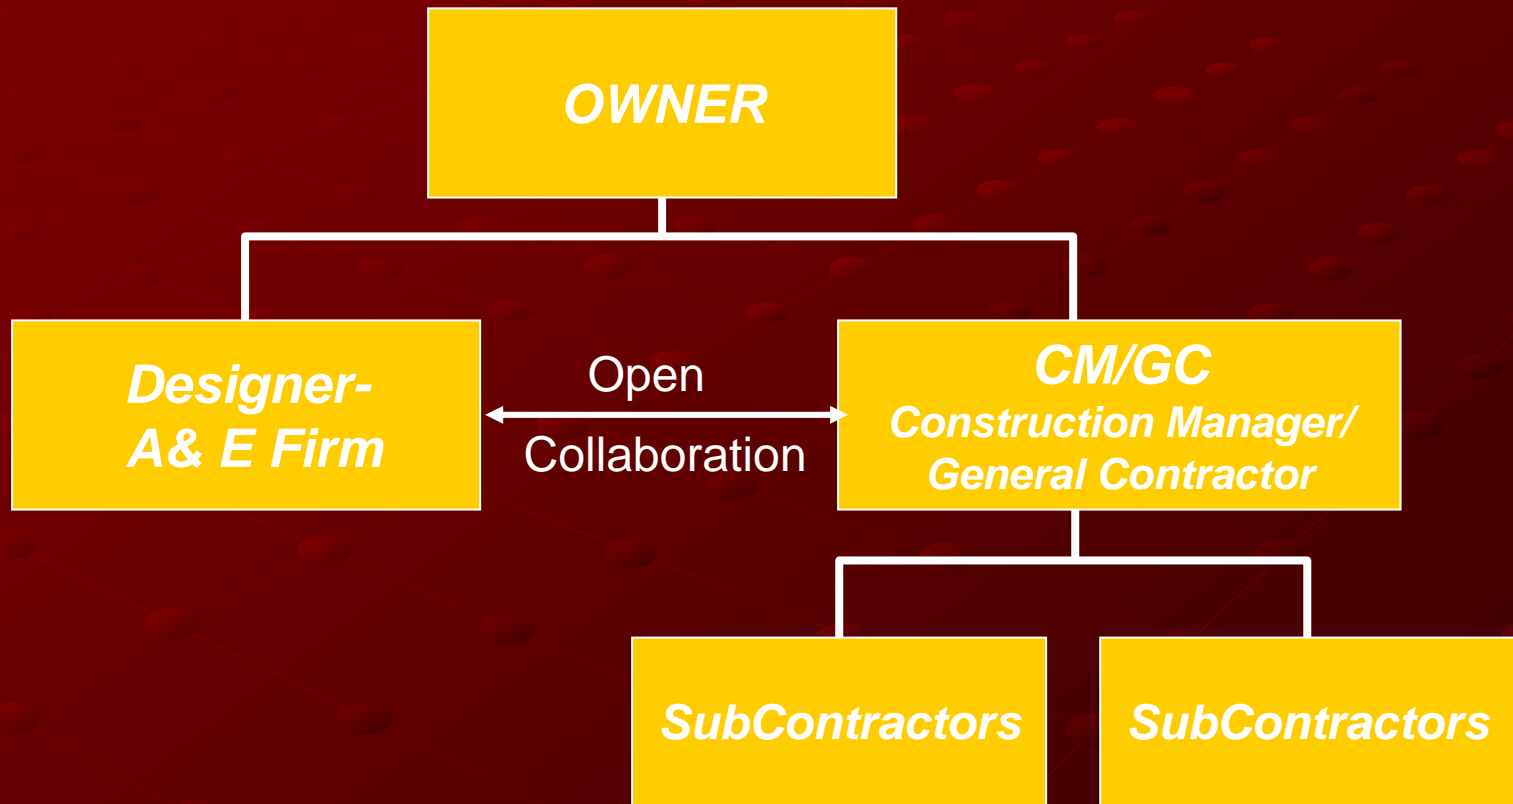 OWNER
Designer-
A& E Firm
Open
Collaboration
CM/GC
Construction Manager/
General Contractor
SubContractors
SubContractors